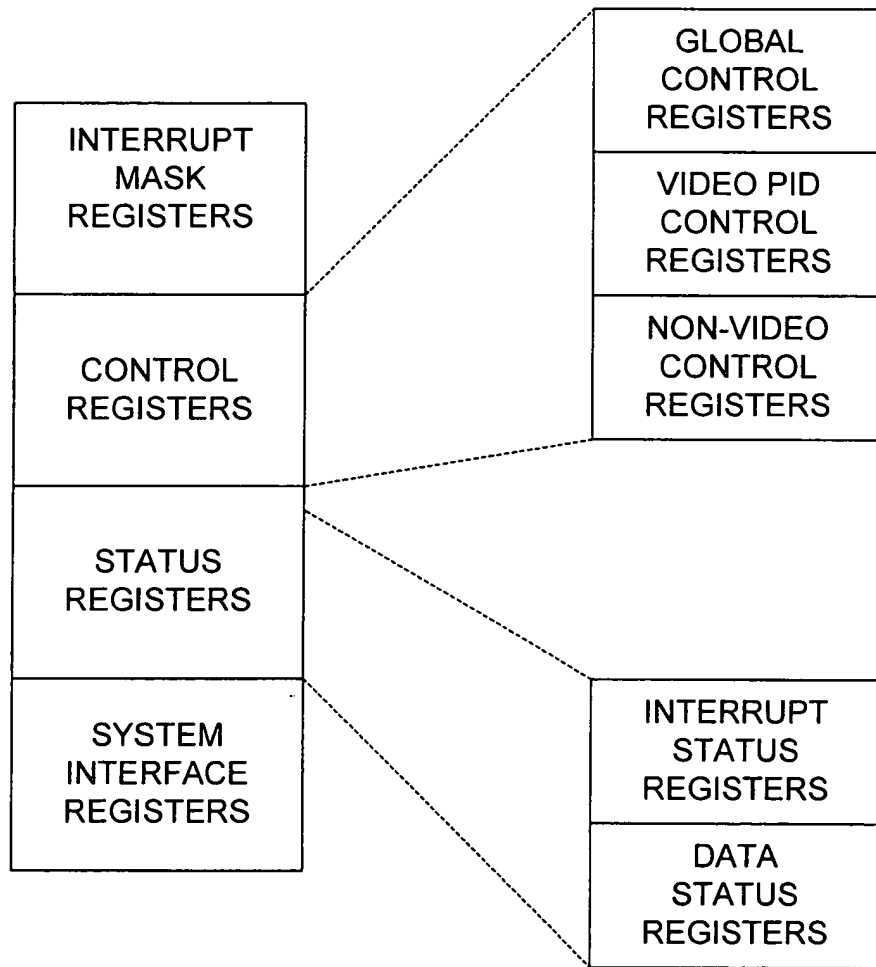 INTERRUPT
MASK
REGISTERS
CONTROL
REGISTERS
STATUS
REGISTERS
SYSTEM
INTERFACE
REGISTERS
GLOBAL
CONTROL
REGISTERS
VIDEO PID
CONTROL
REGISTERS
NON-VIDEO
CONTROL
REGISTERS
INTERRUPT
STATUS
REGISTERS
DATA
STATUS
REGISTERS